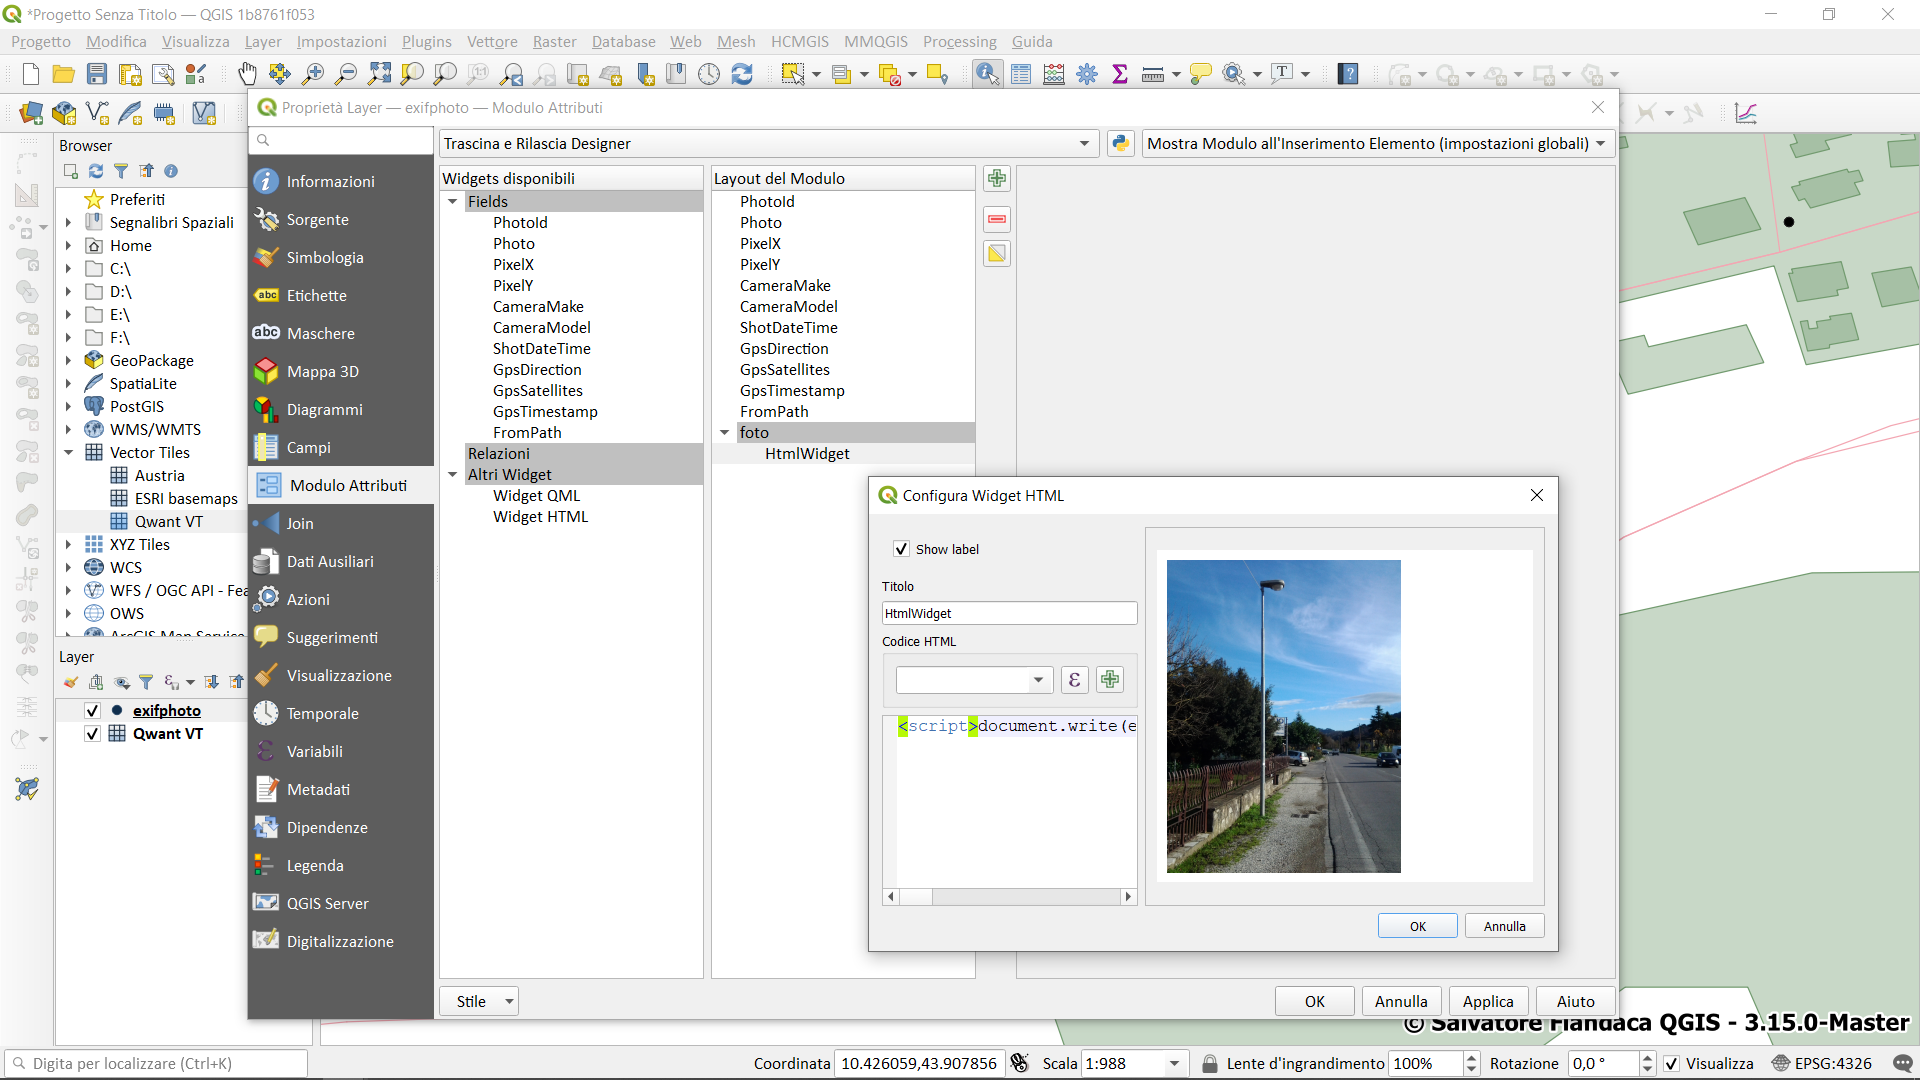 *Progetto Senza Titolo — QGIS 1b8761f053
Progetto Modifica Visualizza Layer Impostazioni Plugins Vettore Raster Database Web Mesh HCMGIS MMQGIS Processing Guida
Proprietà Layer — exifphoto — Modulo Attributi
Browser
Preferiti
Segnalibri Spaziali
Home
C:\
D:\
E:\
F:\
GeoPackage
SpatiaLite
PostGIS
WMS/WMTS
Vector Tiles
Austria
ESRI basemaps
Qwant VT
XYZ Tiles
WCS
WFS / OGC API - Fea
OWS
ArcGIS Map Service
Layer
exifphoto
Qwant VT
Informazioni
Sorgente
Simbologia
abc Etichette
abc Maschere
Mappa 3D
Diagrammi
Campi
Modulo Attributi
Join
Dati Ausiliari
Azioni
Suggerimenti
Visualizzazione
Temporale
Variabili
Metadati
Dipendenze
Legenda
QGIS Server
Digitalizzazione
Trascina e Rilascia Designer
Mostra Modulo all'Inserimento Elemento (impostazioni globali)
Widgets disponibili
Fields
PhotoId
Photo
PixelX
PixelY
CameraMake
CameraModel
ShotDateTime
GpsDirection
GpsSatellites
GpsTimestamp
FromPath
Relazioni
Altri Widget
Widget QML
Widget HTML
Layout del Modulo
PhotoId
Photo
PixelX
PixelY
CameraMake
CameraModel
ShotDateTime
GpsDirection
GpsSatellites
GpsTimestamp
FromPath
foto
HtmlWidget
Configura Widget HTML
Show label
Titolo
HtmlWidget
Codice HTML
ε
<script>document.write(e
OK Annulla
Stile
OK Annulla Applica Aiuto
© Salvatore Fiandaca QGIS - 3.15.0-Master
Digita per localizzare (Ctrl+K)
Coordinata 10.426059,43.907856 Scala 1:988 Lente d'ingrandimento 100% Rotazione 0,0 ° Visualizza EPSG:4326